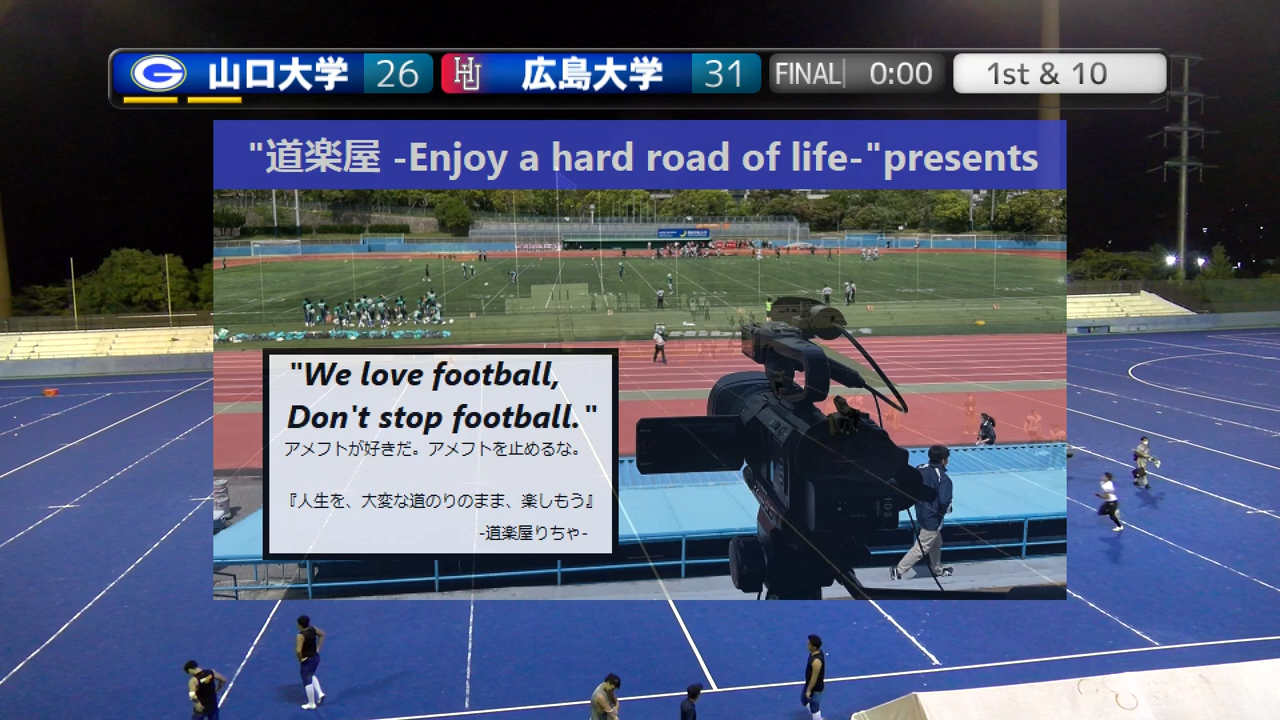 G 山口大学 26 HU 広島大学 31 FINAL 0:00 1st & 10
"道楽屋 -Enjoy a hard road of life-"presents
"We love football,
Don't stop football."
アメフトが好きだ。アメフトを止めるな。
『人生を、大変な道のりのまま、楽しもう』
-道楽屋りちゃ-